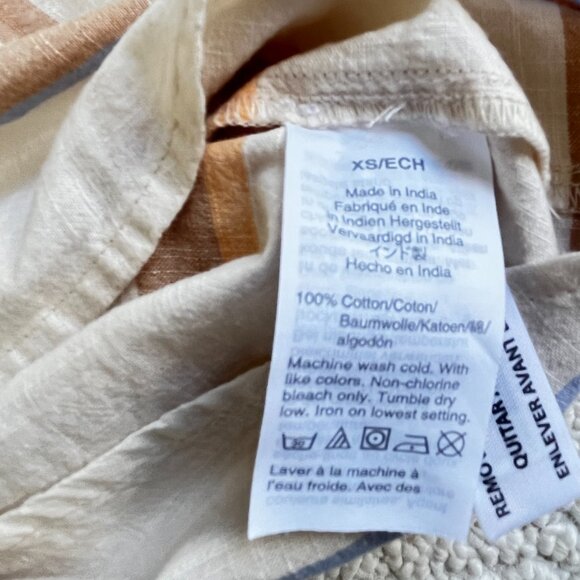 XS/ECH
Made in India
Fabriqué en Inde
in Indien Hergestellt
Vervaardigd in India
インド製
Hecho en India
100% Cotton/Coton/
Baumwolle/Katoen/綿/
algodón
Machine wash cold. With
like colors. Non-chlorine
bleach only. Tumble dry
low. Iron on lowest setting.
Laver à la machine à
l'eau froide. Avec des
QUITAR
ENLEVER AVANT